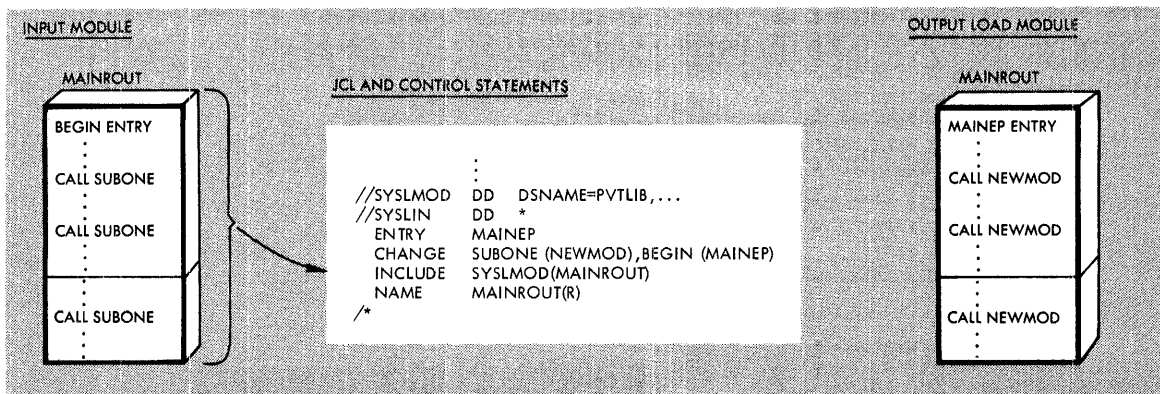 INPUT MODULE
MAINROUT
BEGIN ENTRY
CALL SUBONE
CALL SUBONE
CALL SUBONE
JCL AND CONTROL STATEMENTS
//SYSLMOD DD DSNAME=PVTLIB,...
//SYSLIN DD *
ENTRY MAINEP
CHANGE SUBONE (NEWMOD),BEGIN (MAINEP)
INCLUDE SYSLMOD(MAINROUT)
NAME MAINROUT(R)
/*
OUTPUT LOAD MODULE
MAINROUT
MAINEP ENTRY
CALL NEWMOD
CALL NEWMOD
CALL NEWMOD